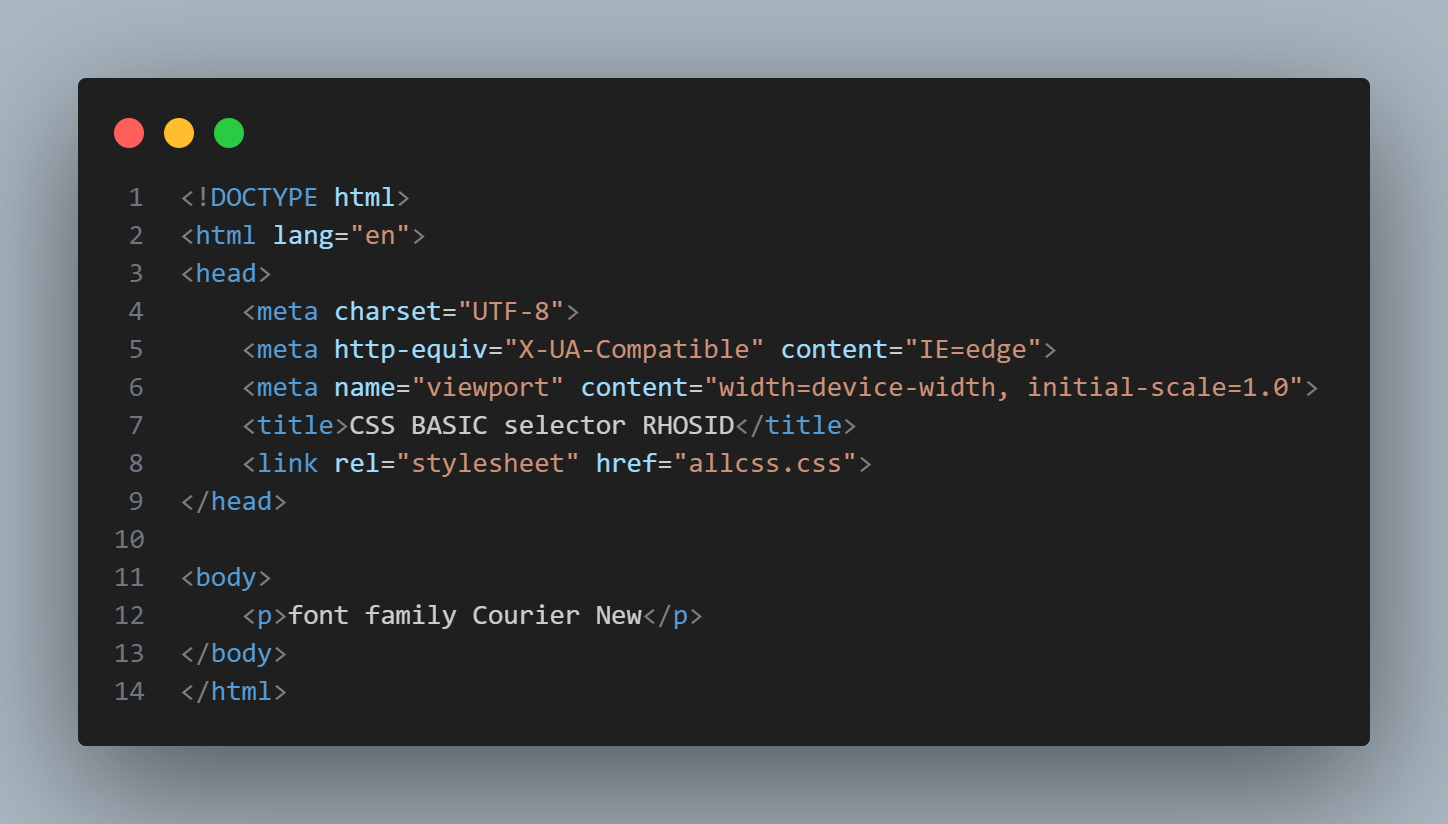 1 <!DOCTYPE html>
2 <html lang="en">
3 <head>
4     <meta charset="UTF-8">
5     <meta http-equiv="X-UA-Compatible" content="IE=edge">
6     <meta name="viewport" content="width=device-width, initial-scale=1.0">
7     <title>CSS BASIC selector RHOSID</title>
8     <link rel="stylesheet" href="allcss.css">
9 </head>
10
11 <body>
12     <p>font family Courier New</p>
13 </body>
14 </html>